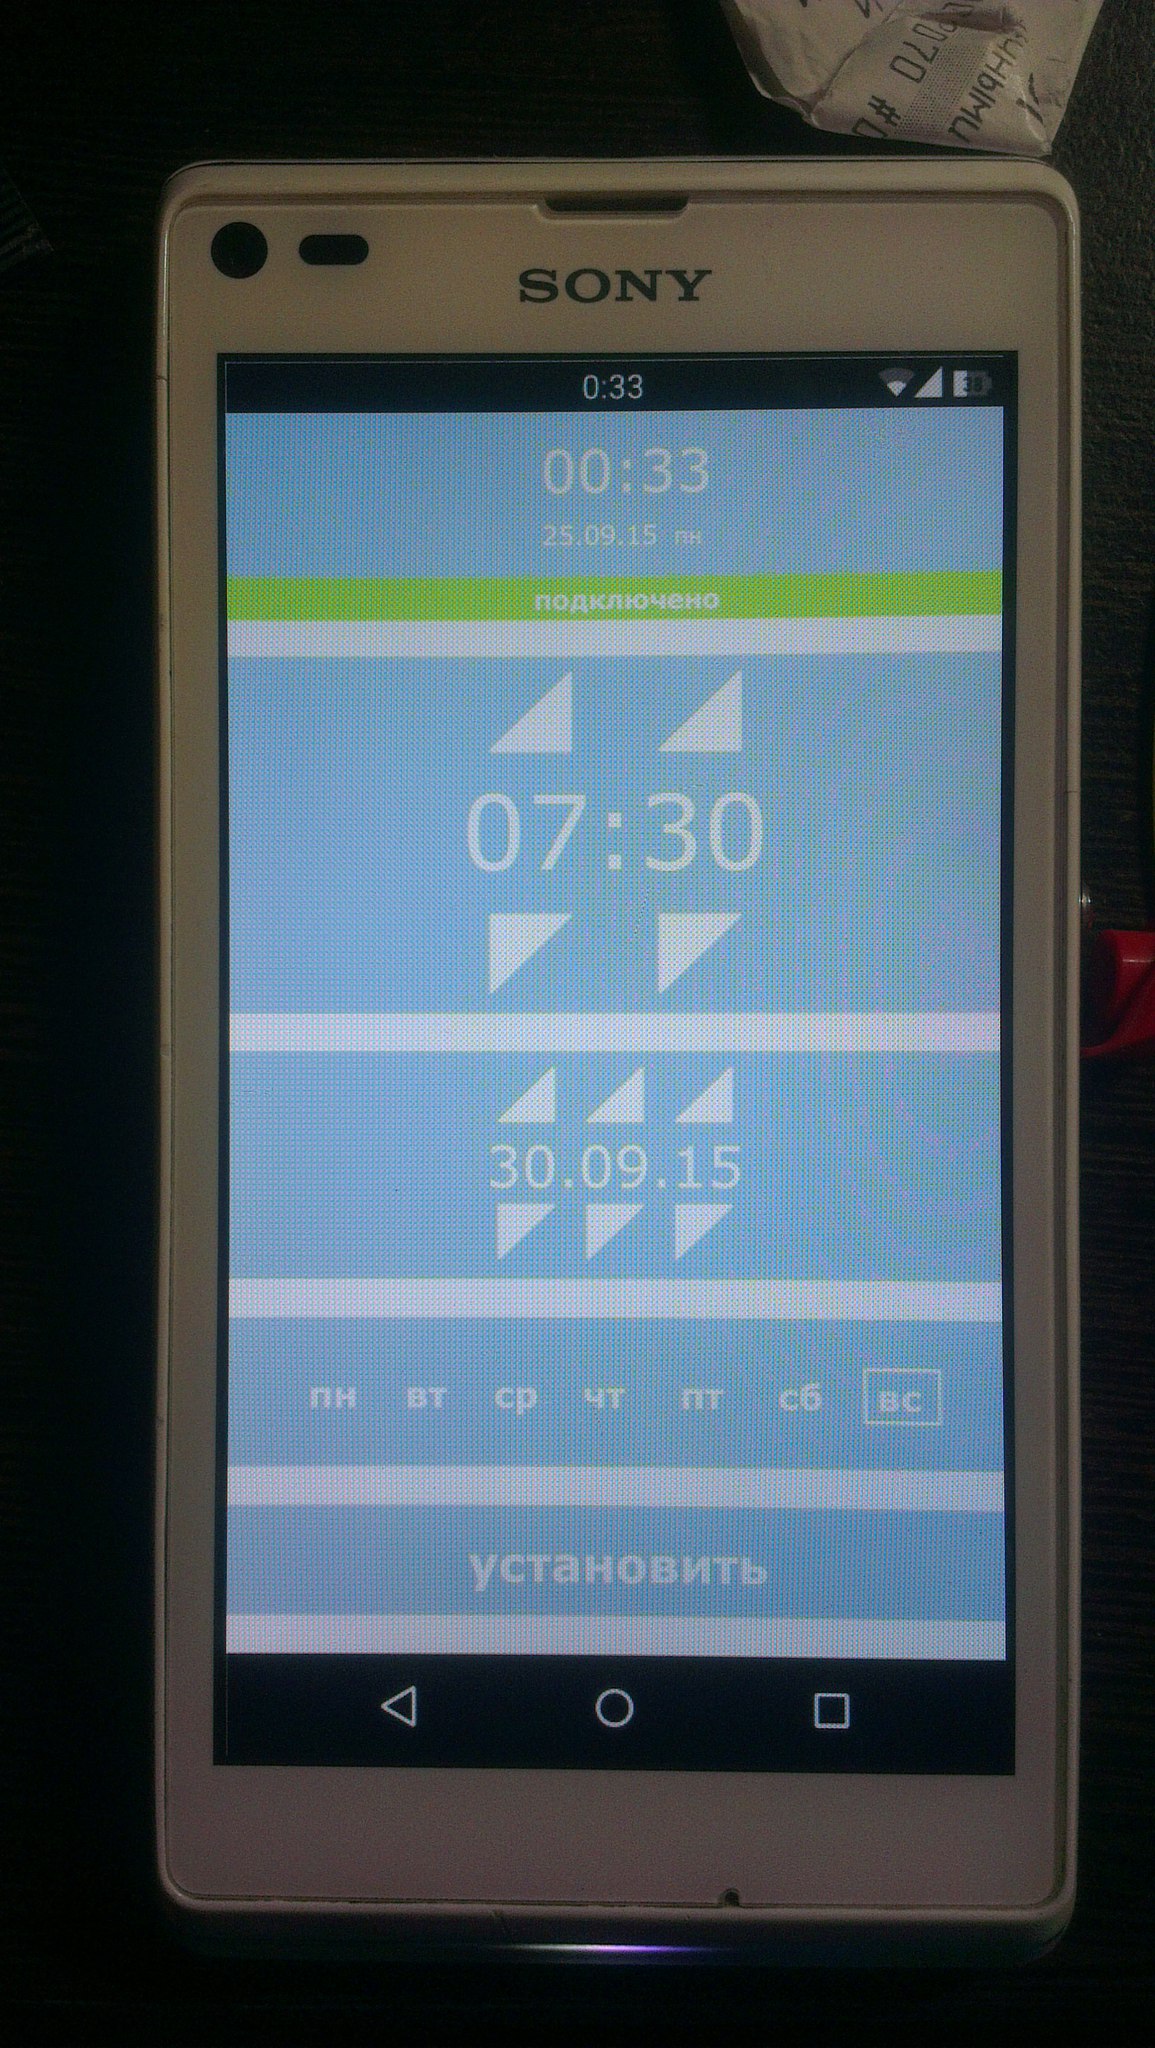 SONY
0:33
00:33
25.09.15 пн
подключено
07:30
30.09.15
пн вт ср чт пт сб вс
установить